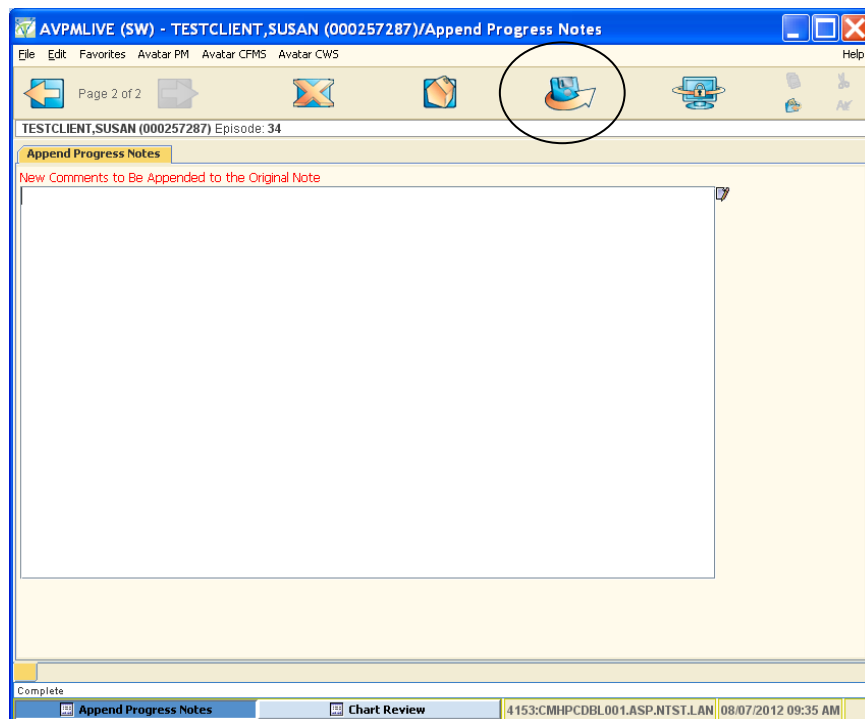 AVPMLIVE (SW) - TESTCLIENT,SUSAN (000257287)/Append Progress Notes
File Edit Favorites Avatar PM Avatar CFMS Avatar CWS Help
Page 2 of 2
TESTCLIENT,SUSAN (000257287) Episode: 34
Append Progress Notes
New Comments to Be Appended to the Original Note
Complete
Append Progress Notes Chart Review 4153:CMHPCDBL001.ASP.NTST.LAN 08/07/2012 09:35 AM